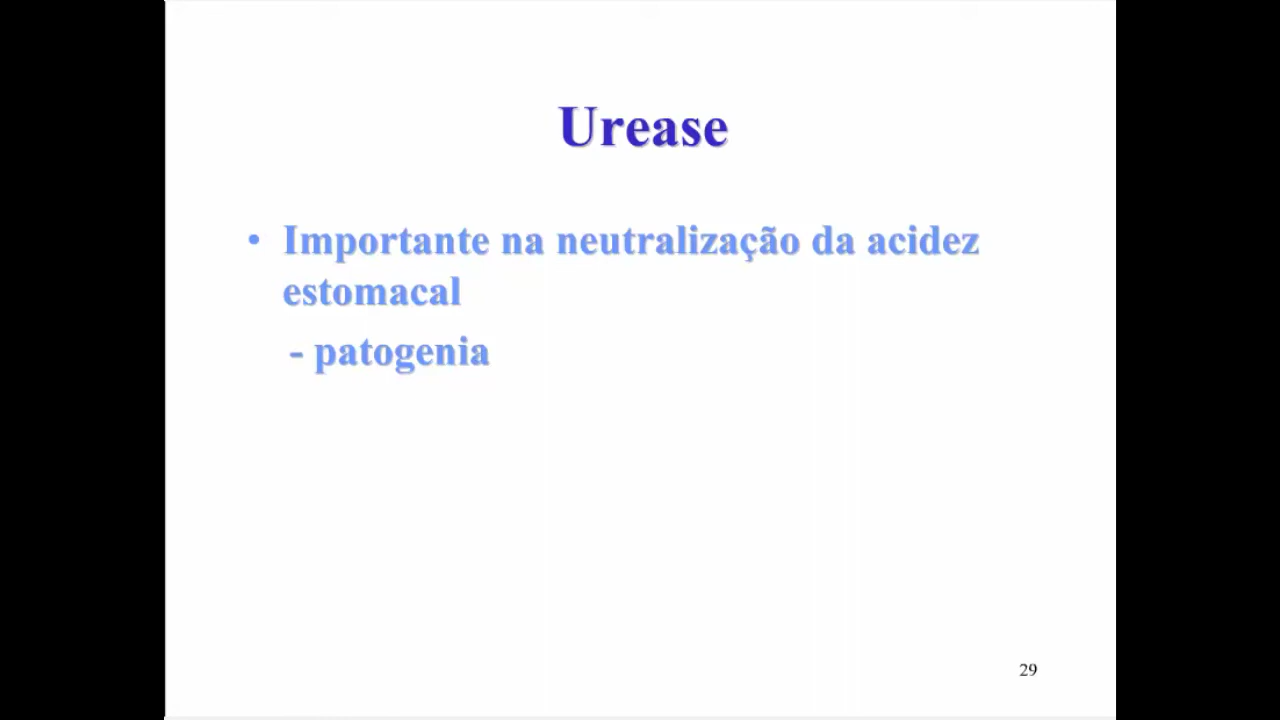 Urease
• Importante na neutralização da acidez
estomacal
- patogenia
29